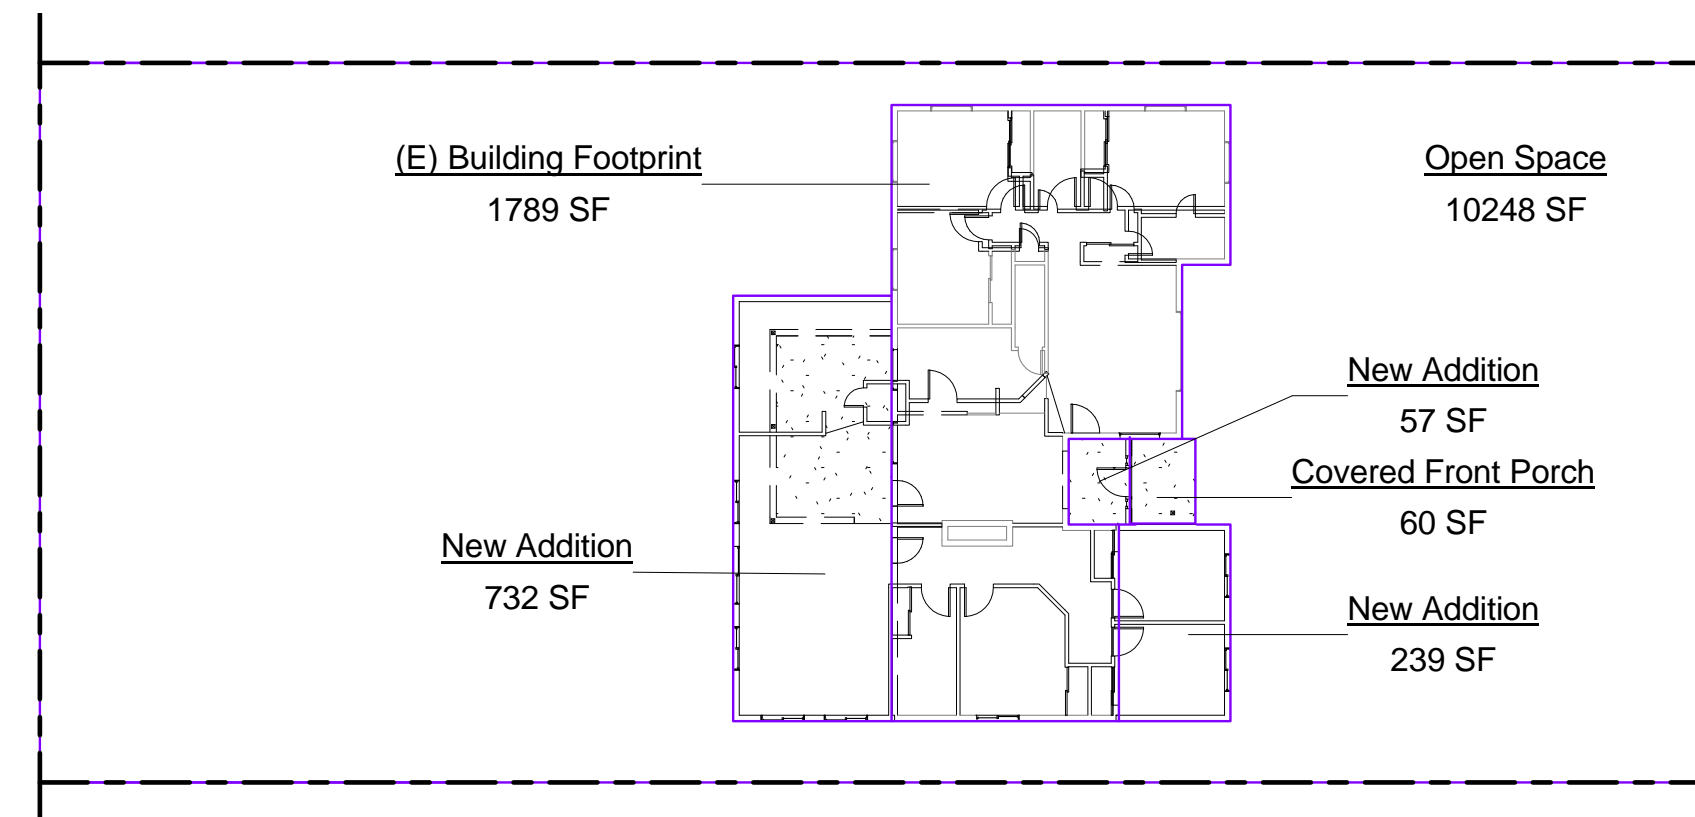 (E) Building Footprint
1789 SF
Open Space
10248 SF
New Addition
57 SF
Covered Front Porch
60 SF
New Addition
732 SF
New Addition
239 SF